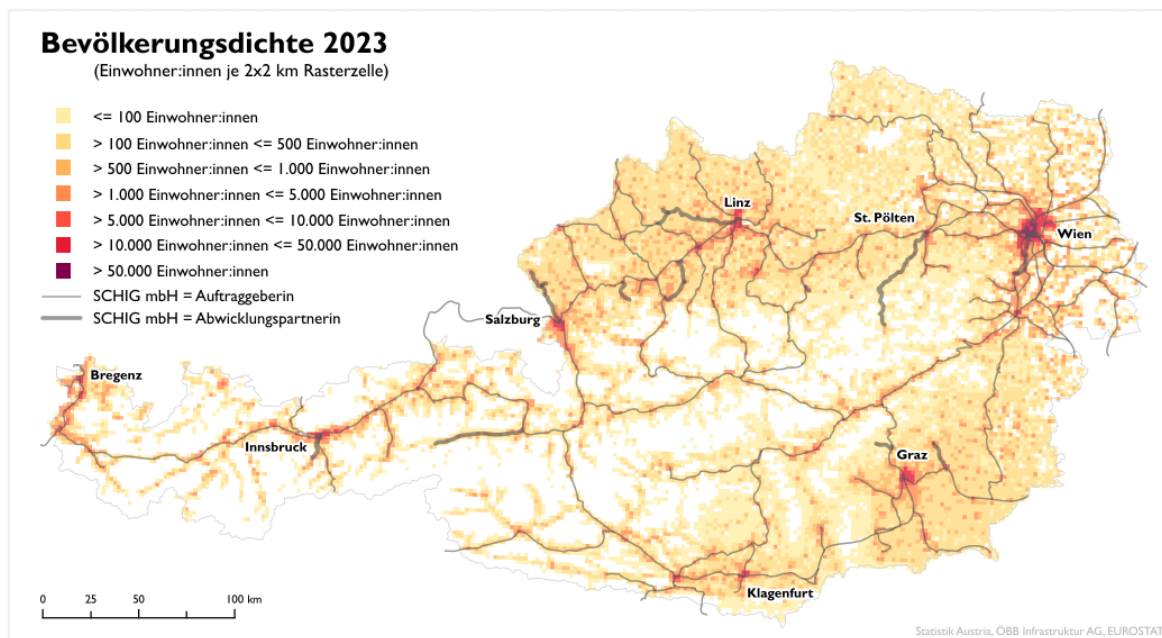 Bevölkerungsdichte 2023
(Einwohner:innen je 2x2 km Rasterzelle)
<= 100 Einwohner:innen
> 100 Einwohner:innen <= 500 Einwohner:innen
> 500 Einwohner:innen <= 1.000 Einwohner:innen
> 1.000 Einwohner:innen <= 5.000 Einwohner:innen
> 5.000 Einwohner:innen <= 10.000 Einwohner:innen
> 10.000 Einwohner:innen <= 50.000 Einwohner:innen
> 50.000 Einwohner:innen
SCHIG mbH = Auftraggeberin
SCHIG mbH = Abwicklungspartnerin
Linz
St. Pölten
Wien
Salzburg
Bregenz
Innsbruck
Graz
Klagenfurt
0 25 50 100 km
Statistik Austria, ÖBB Infrastruktur AG, EUROSTAT